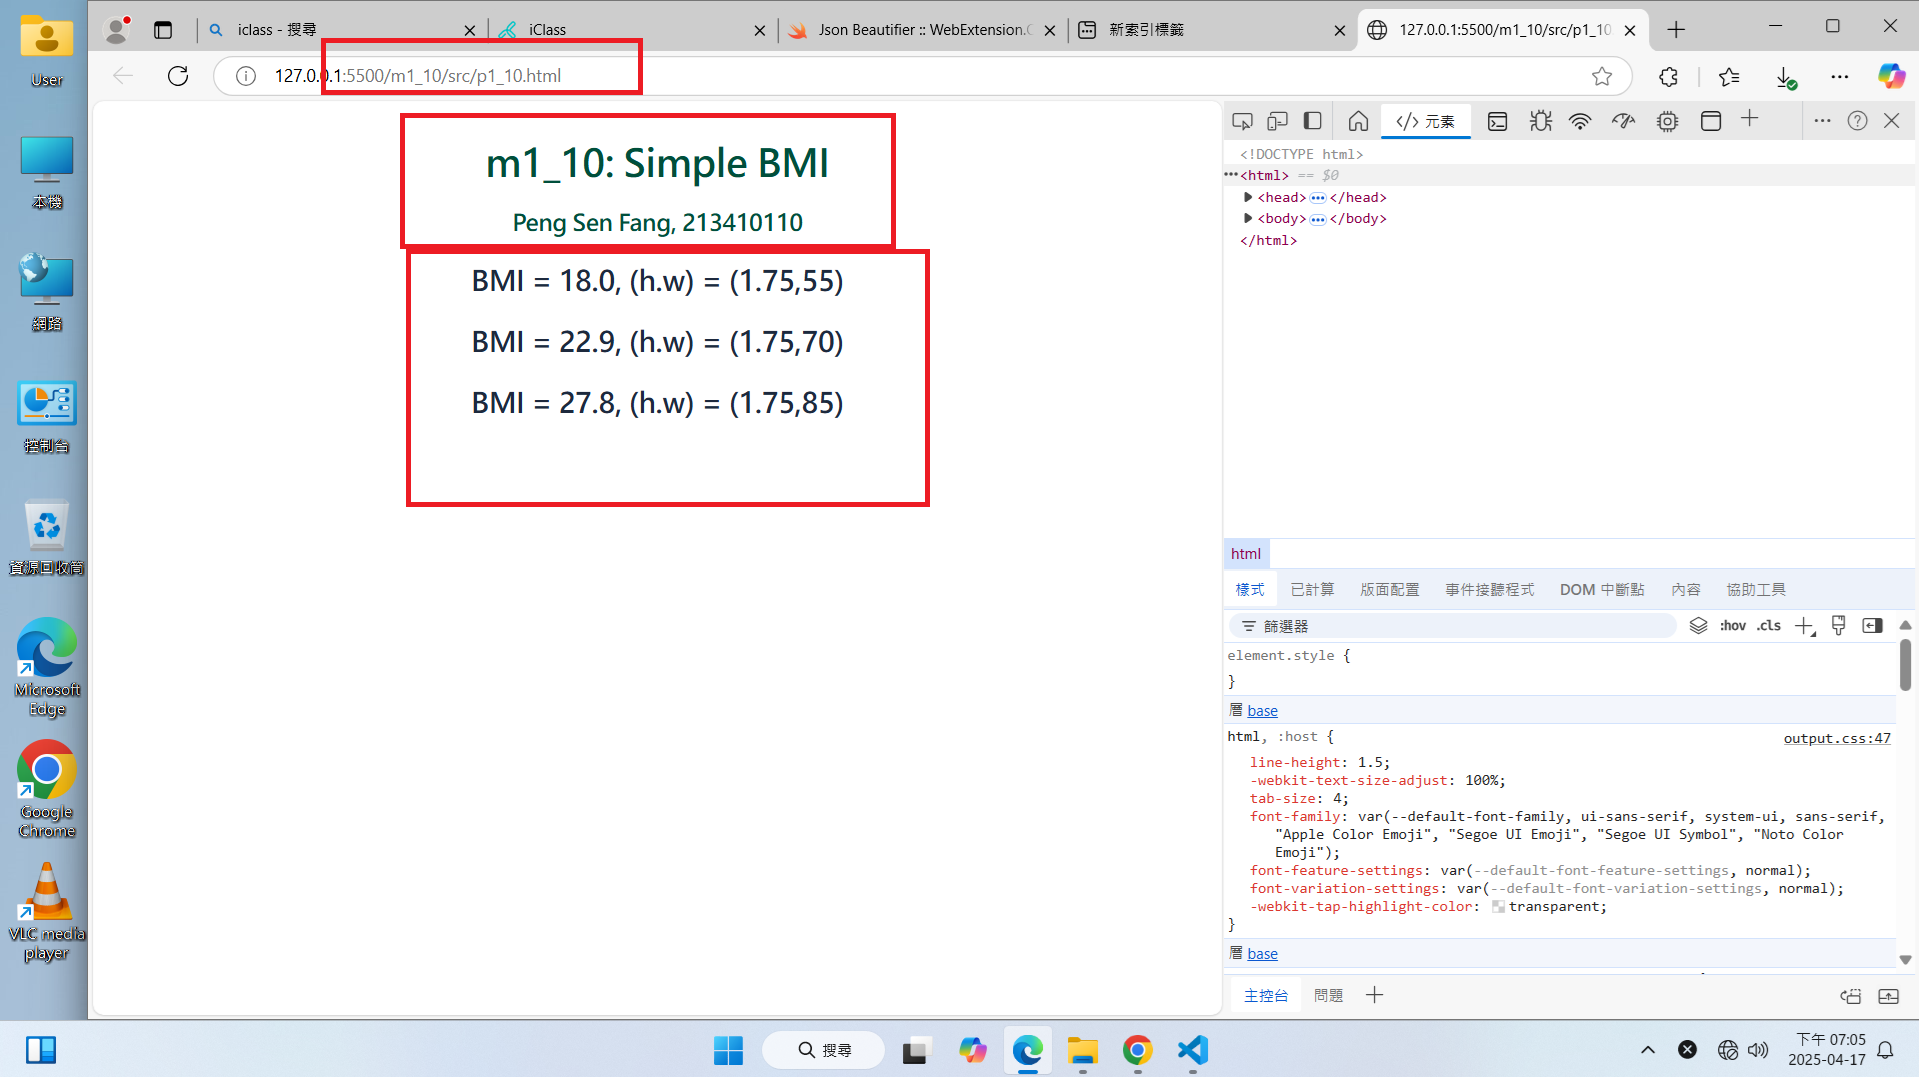 iclass - 搜尋
iClass
Json Beautifier :: WebExtension.
新索引標籤
127.0.0.1:5500/m1_10/src/p1_10
127.0.0.1:5500/m1_10/src/p1_10.html
User
本機
網路
控制台
資源回收筒
Microsoft
Edge
Google
Chrome
VLC media
player
m1_10: Simple BMI
Peng Sen Fang, 213410110
BMI = 18.0, (h.w) = (1.75,55)
BMI = 22.9, (h.w) = (1.75,70)
BMI = 27.8, (h.w) = (1.75,85)
</> 元素
<!DOCTYPE html>
<html> == $0
<head> ••• </head>
<body> ••• </body>
</html>
html
樣式 已計算 版面配置 事件接聽程式 DOM 中斷點 內容 協助工具
篩選器
:hov .cls
element.style {
}
層 base
html, :host {
output.css:47
line-height: 1.5;
-webkit-text-size-adjust: 100%;
tab-size: 4;
font-family: var(--default-font-family, ui-sans-serif, system-ui, sans-serif,
"Apple Color Emoji", "Segoe UI Emoji", "Segoe UI Symbol", "Noto Color
Emoji");
font-feature-settings: var(--default-font-feature-settings, normal);
font-variation-settings: var(--default-font-variation-settings, normal);
-webkit-tap-highlight-color: transparent;
}
層 base
主控台 問題
搜尋
下午 07:05
2025-04-17